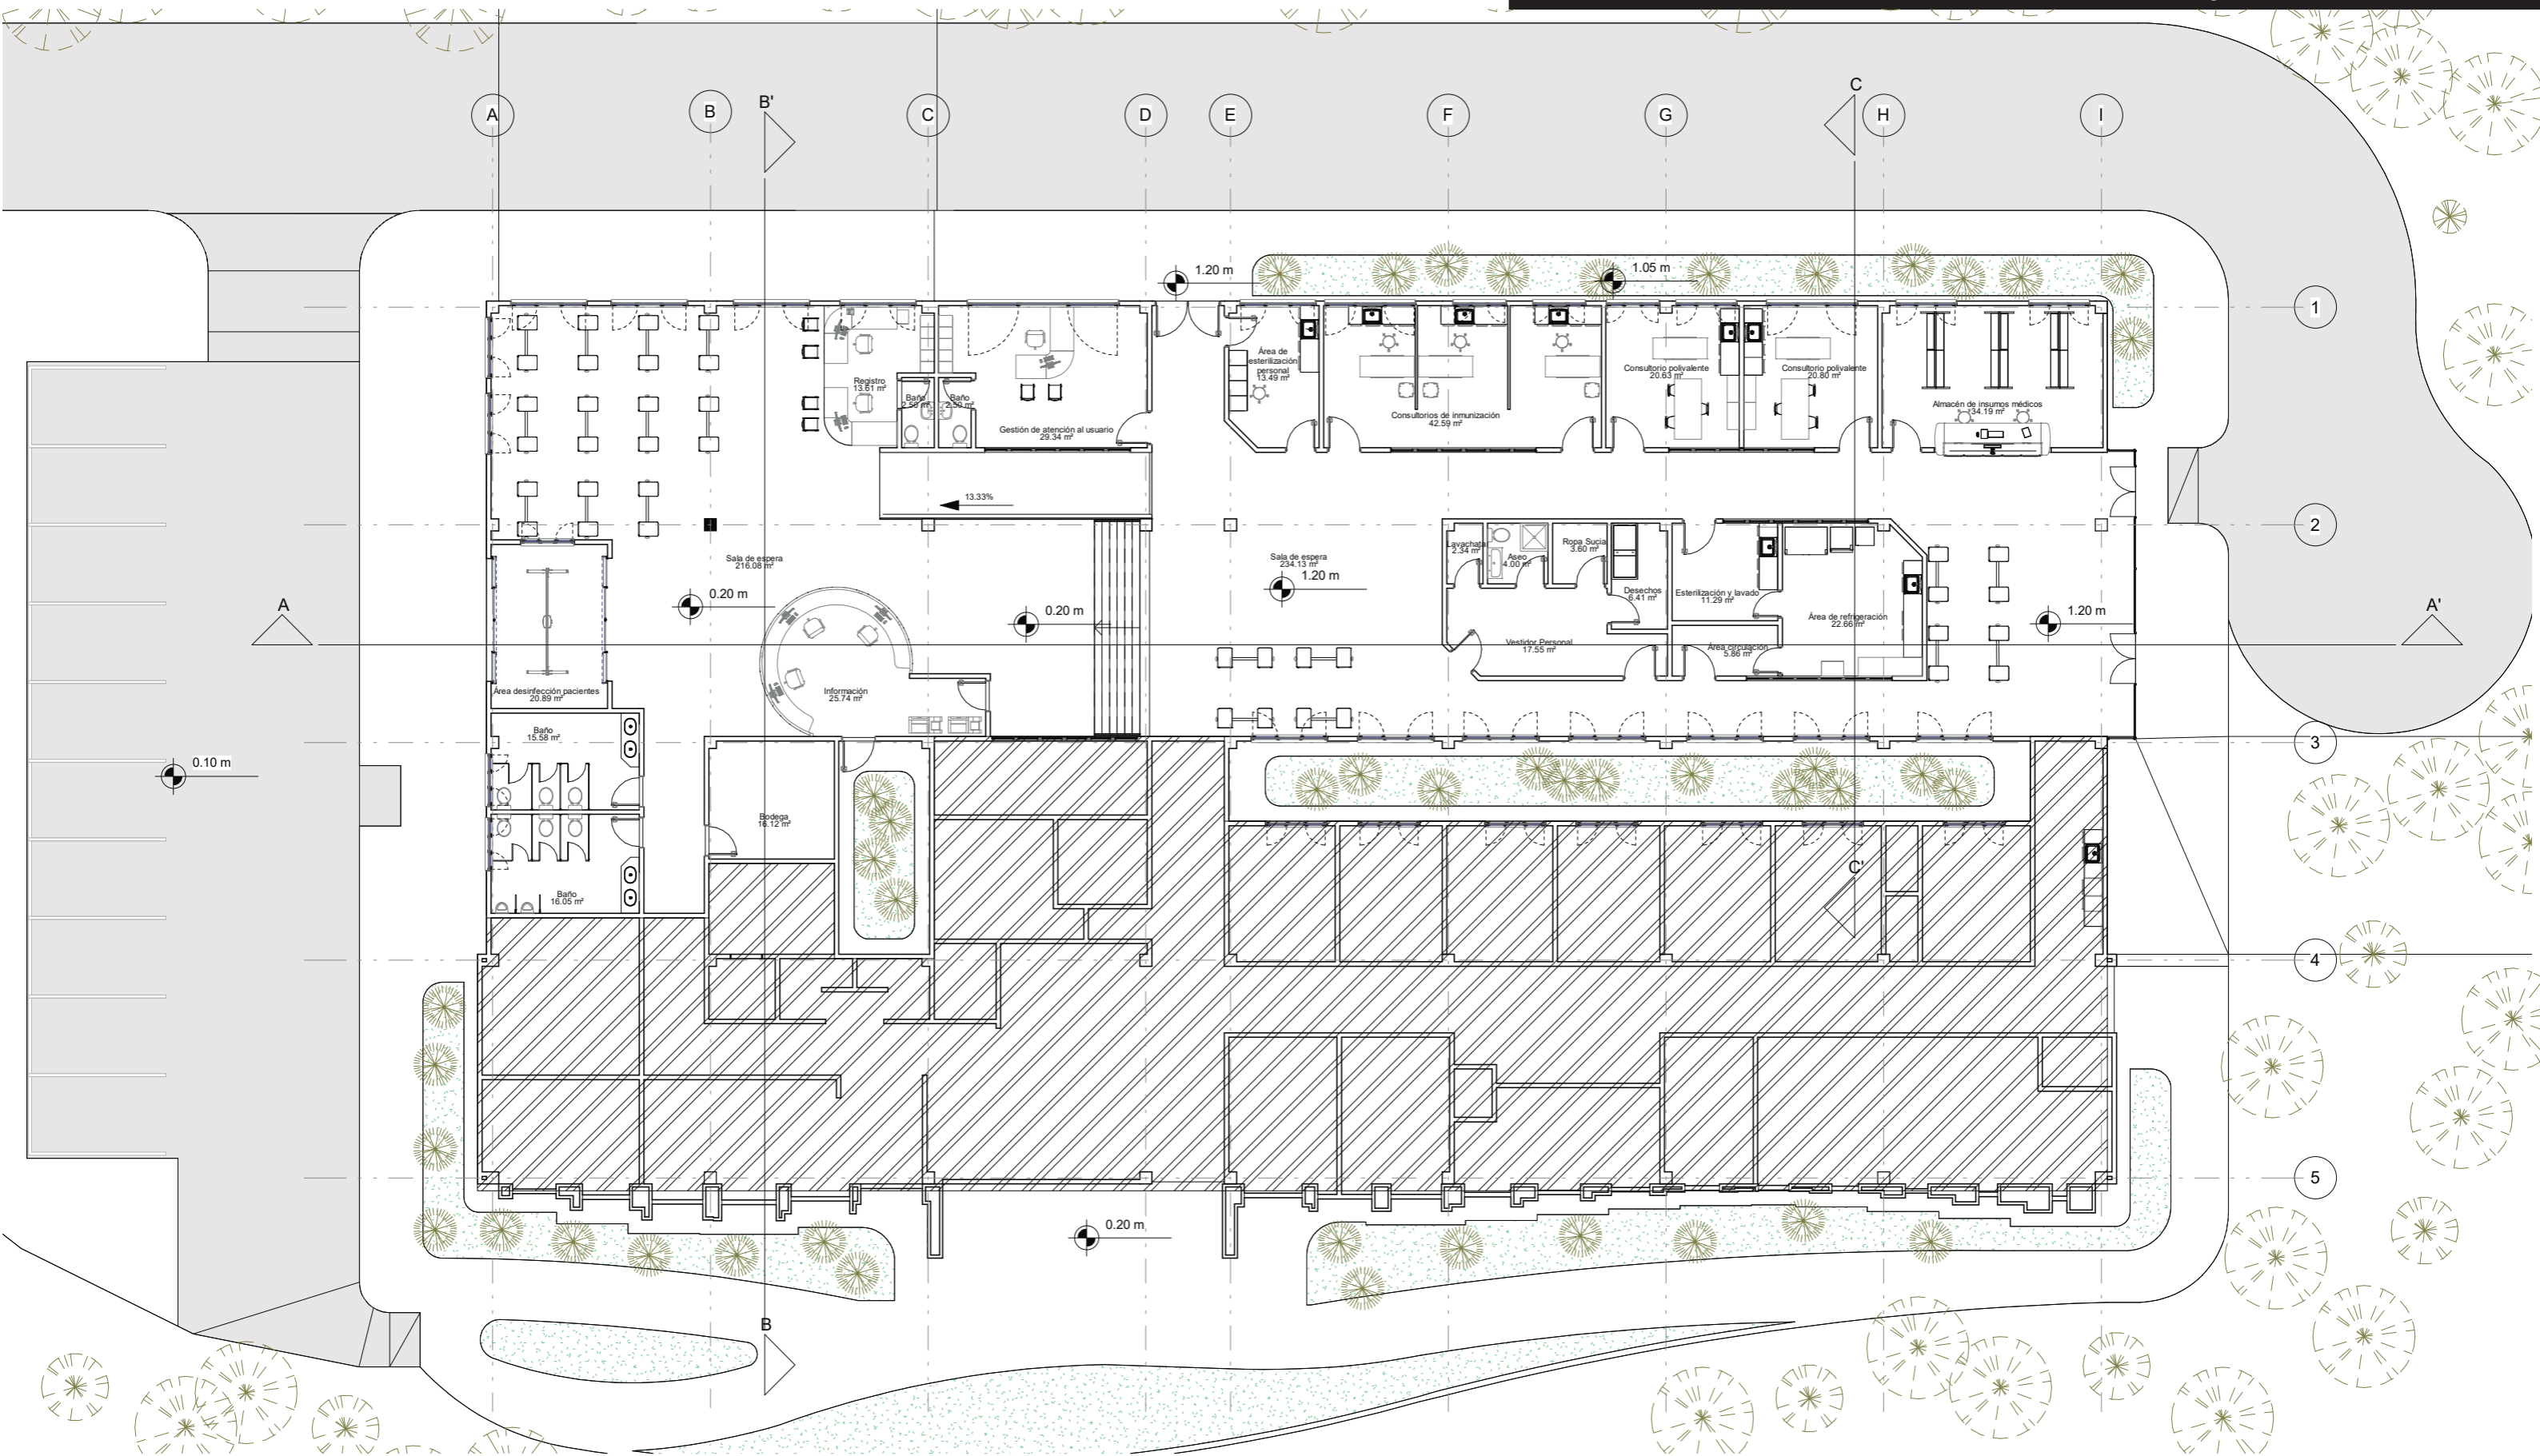 A
B
B'
C
D
E
F
G
C
H
I
1.20 m
1.05 m
1
Registro
13.61 m²
Baño
2.50 m²
Baño
2.50 m²
Gestión de atención al usuario
29.34 m²
Área de
esterilización
personal
13.49 m²
Consultorios de inmunización
42.59 m²
Consultorio polivalente
20.63 m²
Consultorio polivalente
20.80 m²
Almacén de insumos médicos
34.19 m²
13.33%
2
Sala de espera
216.08 m²
0.20 m
0.20 m
Sala de espera
234.13 m²
1.20 m
Lavachata
2.34 m²
Aseo
4.00 m²
Ropa Sucia
3.60 m²
Desechos
6.41 m²
Esterilización y lavado
11.29 m²
Área de refrigeración
22.66 m²
1.20 m
A
A'
Vestidor Personal
17.55 m²
Área circulación
5.86 m²
Área desinfección pacientes
20.89 m²
Información
25.74 m²
Baño
15.58 m²
3
0.10 m
Bodega
16.12 m²
Baño
16.05 m²
C'
4
5
0.20 m
B